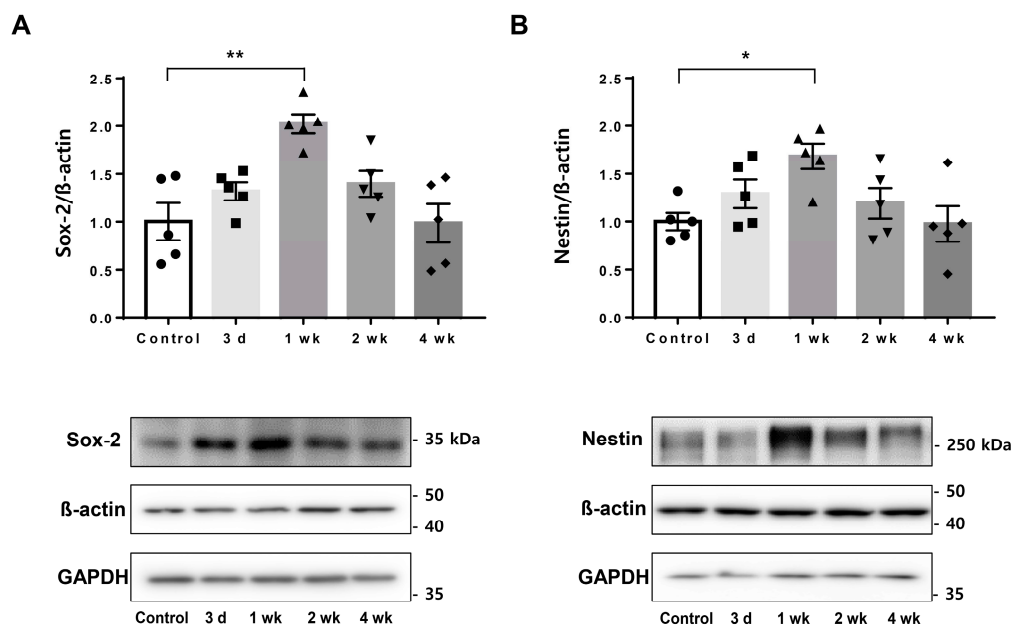 A
**
2.5
2.0
1.5
1.0
0.5
0.0
Sox-2/ß-actin
Control 3 d 1 wk 2 wk 4 wk
Sox-2
- 35 kDa
ß-actin
- 50
- 40
GAPDH
- 35
Control 3 d 1 wk 2 wk 4 wk
B
*
2.5
2.0
1.5
1.0
0.5
0.0
Nestin/ß-actin
Control 3 d 1 wk 2 wk 4 wk
Nestin
- 250 kDa
ß-actin
- 50
- 40
GAPDH
- 35
Control 3 d 1 wk 2 wk 4 wk